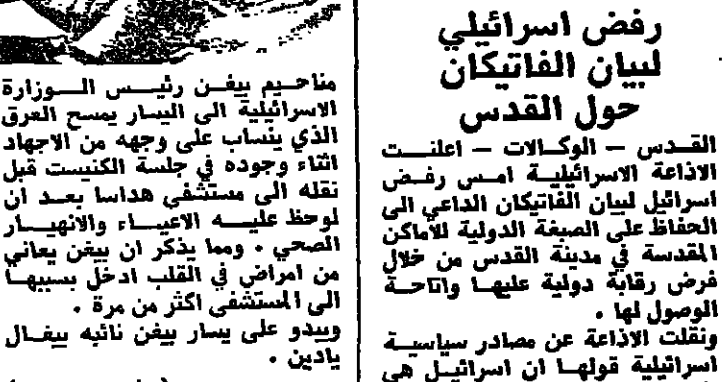 رفض اسرائيلي
لبيان الفاتيكان
حول القدس
القدس — الوكالات — اعلنت
الاذاعة الاسرائيلية امس رفض
اسرائيل لبيان الفاتيكان الداعي الى
الحفاظ على الصبغة الدولية للأماكن
المقدسة في مدينة القدس من خلال
فرض رقابة دولية عليها واتاحة
الوصول لها .
ونقلت الاذاعة عن مصادر سياسية
اسرائيلية قولها ان اسرائيل هي
مناحيم بيغن رئيس الوزارة
الاسرائيلية الى اليسار يمسح العرق
الذي ينساب على وجهه من الاجهاد
اثناء وجوده في جلسة الكنيست قبل
نقله الى مستشفى هداسا بعد ان
لوحظ عليه الاعياء والانهيار
الصحي . ومما يذكر ان بيغن يعاني
من امراض في القلب ادخل بسببها
الى المستشفى اكثر من مرة .
ويبدو على يسار بيغن نائبه بيغال
يادين .